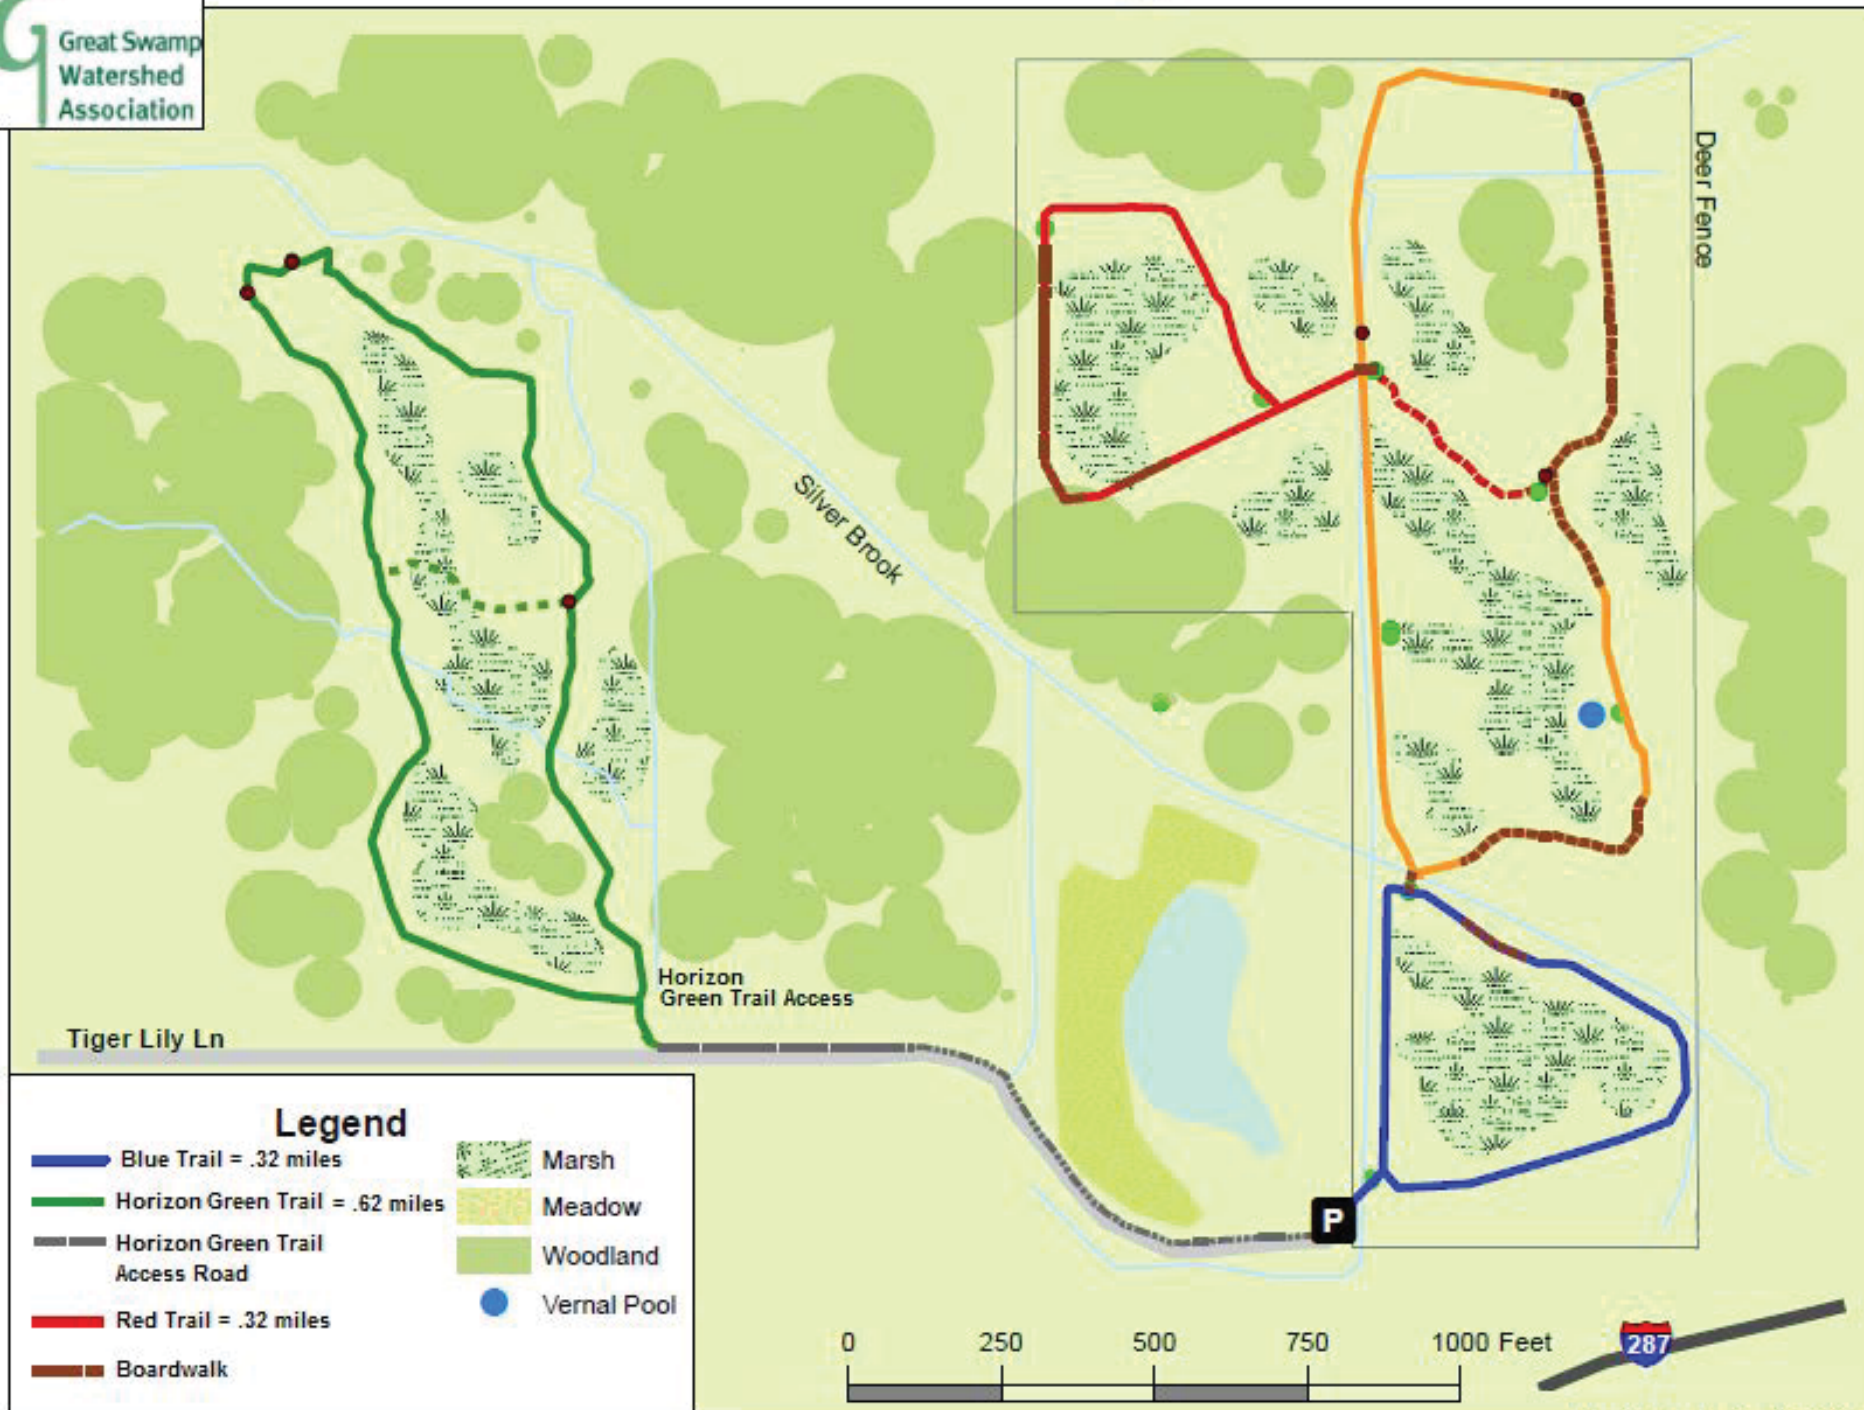 Great Swamp
Watershed
Association
Deer Fence
Silver Brook
Horizon
Green Trail Access
Tiger Lily Ln
P
Legend
Blue Trail = .32 miles
Horizon Green Trail = .62 miles
Horizon Green Trail
Access Road
Red Trail = .32 miles
Boardwalk
Marsh
Meadow
Woodland
Vernal Pool
0 250 500 750 1000 Feet
287